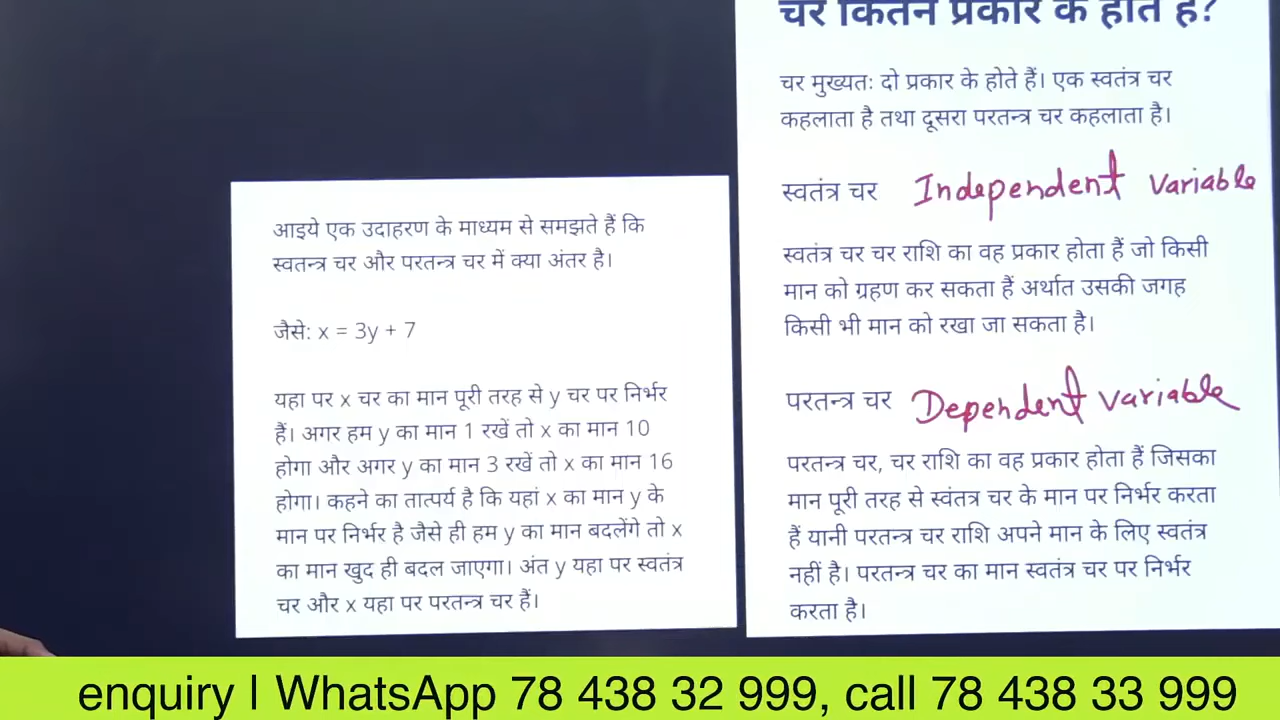 चर कितने प्रकार के होते है?
चर मुख्यतः दो प्रकार के होते हैं। एक स्वतंत्र चर
कहलाता है तथा दूसरा परतन्त्र चर कहलाता है।
स्वतंत्र चर Independent variable
स्वतंत्र चर चर राशि का वह प्रकार होता हैं जो किसी
मान को ग्रहण कर सकता हैं अर्थात उसकी जगह
किसी भी मान को रखा जा सकता है।
परतन्त्र चर Dependent variable
परतन्त्र चर, चर राशि का वह प्रकार होता हैं जिसका
मान पूरी तरह से स्वंतत्र चर के मान पर निर्भर करता
हैं यानी परतन्त्र चर राशि अपने मान के लिए स्वतंत्र
नहीं है। परतन्त्र चर का मान स्वतंत्र चर पर निर्भर
करता है।
आइये एक उदाहरण के माध्यम से समझते हैं कि
स्वतन्त्र चर और परतन्त्र चर में क्या अंतर है।
जैसे: x = 3y + 7
यहा पर x चर का मान पूरी तरह से y चर पर निर्भर
हैं। अगर हम y का मान 1 रखें तो x का मान 10
होगा और अगर y का मान 3 रखें तो x का मान 16
होगा। कहने का तात्पर्य है कि यहां x का मान y के
मान पर निर्भर है जैसे ही हम y का मान बदलेंगे तो x
का मान खुद ही बदल जाएगा। अंत y यहा पर स्वतंत्र
चर और x यहा पर परतन्त्र चर हैं।
enquiry | WhatsApp 78 438 32 999, call 78 438 33 999